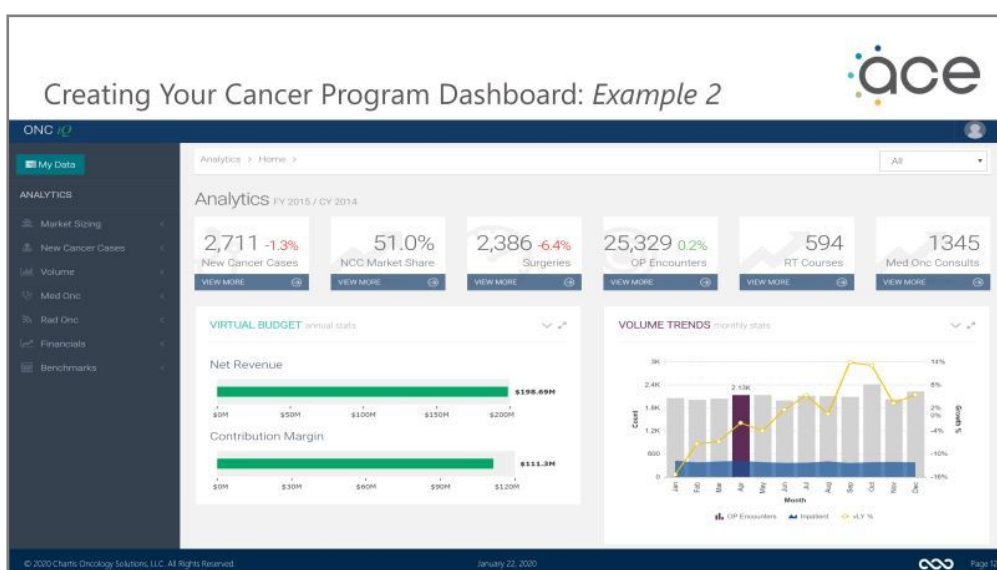 ace
Creating Your Cancer Program Dashboard: Example 2
ONC iQ
My Data
Analytics > Home >
All
ANALYTICS
Market Sizing
New Cancer Cases
Volume
Med Onc
Rad Onc
Financials
Benchmarks
Analytics FY 2015 / CY 2014
2,711 -1.3%
New Cancer Cases
VIEW MORE
51.0%
NCC Market Share
VIEW MORE
2,386 -6.4%
Surgeries
VIEW MORE
25,329 0.2%
OP Encounters
VIEW MORE
594
RT Courses
VIEW MORE
1345
Med Onc Consults
VIEW MORE
VIRTUAL BUDGET annual stats
Net Revenue
$198.69M
$0M $50M $100M $150M $200M
Contribution Margin
$111.3M
$0M $30M $60M $90M $120M
VOLUME TRENDS monthly stats
3K 14%
2.4K 8%
2.13K
1.8K 2%
0%
1.2K -4%
600 -10%
0 -16%
Count
Growth %
Jan Feb Mar Apr May Jun Jul Aug Sep Oct Nov Dec
Month
OP Encounters Inpatient vLY %
© 2020 Chartis Oncology Solutions, LLC. All Rights Reserved.
January 22, 2020
Page 12